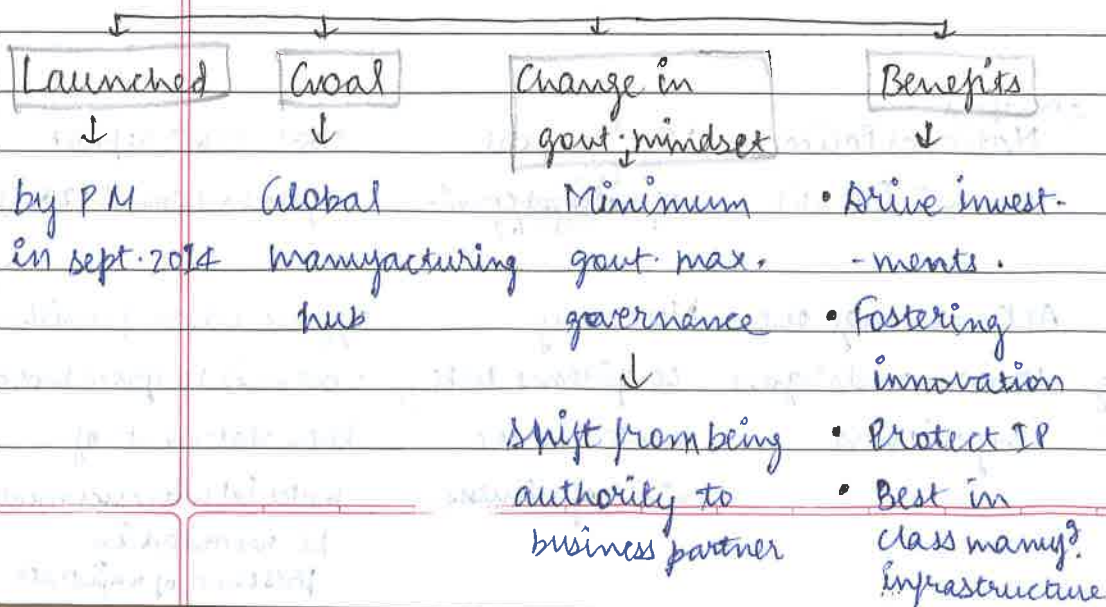 Launched
by PM
in sept. 2014
Goal
Global
manufacturing
hub
Change in
govt. mindset
Minimum
govt. max.
governance
shift from being
authority to
business partner
Benefits
• Drive invest-
-ments.
• Fostering
innovation
• Protect IP
• Best in
class manufg.
infrastructure